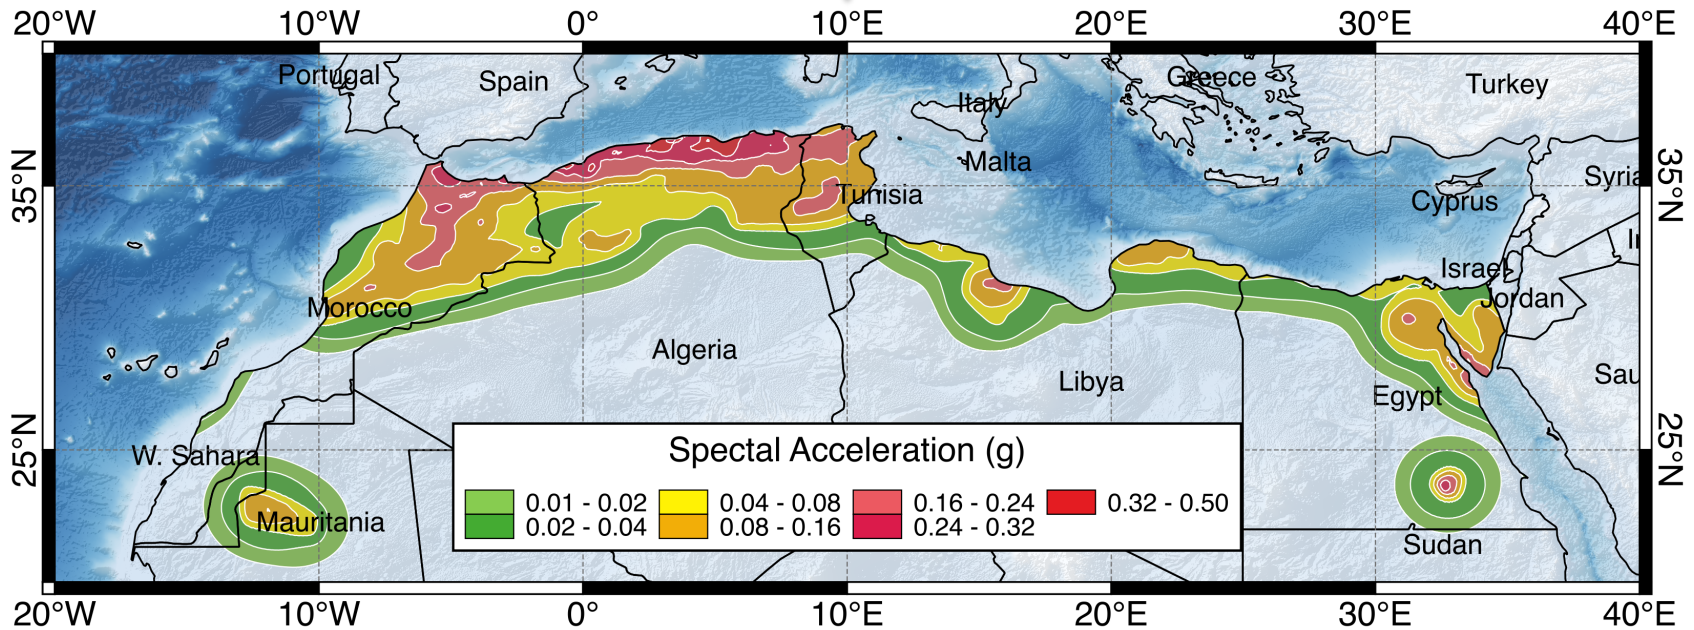 20°W 10°W 0° 10°E 20°E 30°E 40°E
Portugal
Spain
Italy
Greece
Turkey
35°N
Malta
Tunisia
Cyprus
Syria
35°N
Israel
Jordan
Morocco
Algeria
Libya
Egypt
Sau
25°N
W. Sahara
Mauritania
Sudan
25°N
Spectal Acceleration (g)
0.01 - 0.02 0.04 - 0.08 0.16 - 0.24 0.32 - 0.50
0.02 - 0.04 0.08 - 0.16 0.24 - 0.32
20°W 10°W 0° 10°E 20°E 30°E 40°E